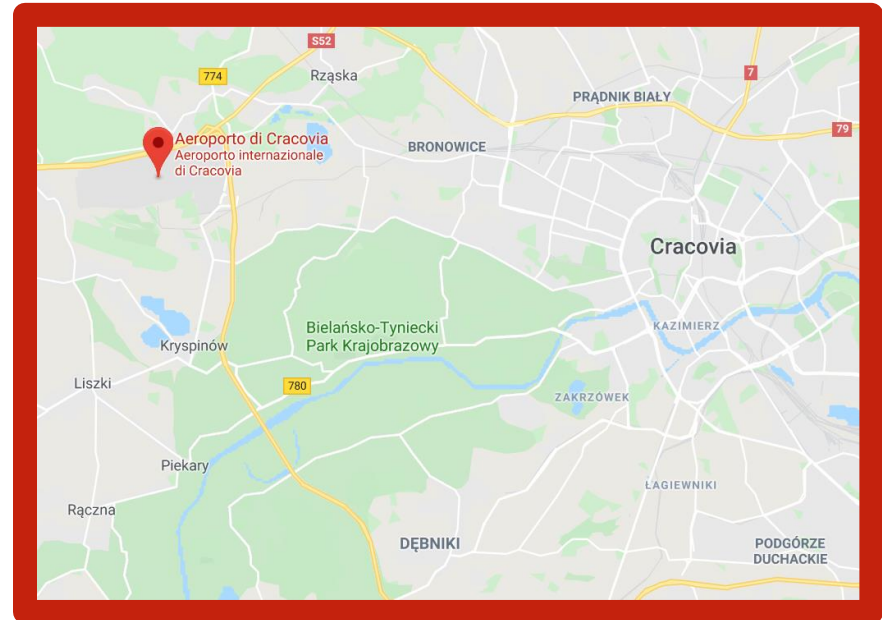 S52
774
Rząska
7
PRĄDNIK BIAŁY
79
Aeroporto di Cracovia
Aeroporto internazionale
di Cracovia
BRONOWICE
Cracovia
Bielańsko-Tyniecki
Park Krajobrazowy
KAZIMIERZ
Kryspinów
Liszki
780
ZAKRZÓWEK
Piekary
ŁAGIEWNIKI
Rączna
DĘBNIKI
PODGÓRZE
DUCHACKIE